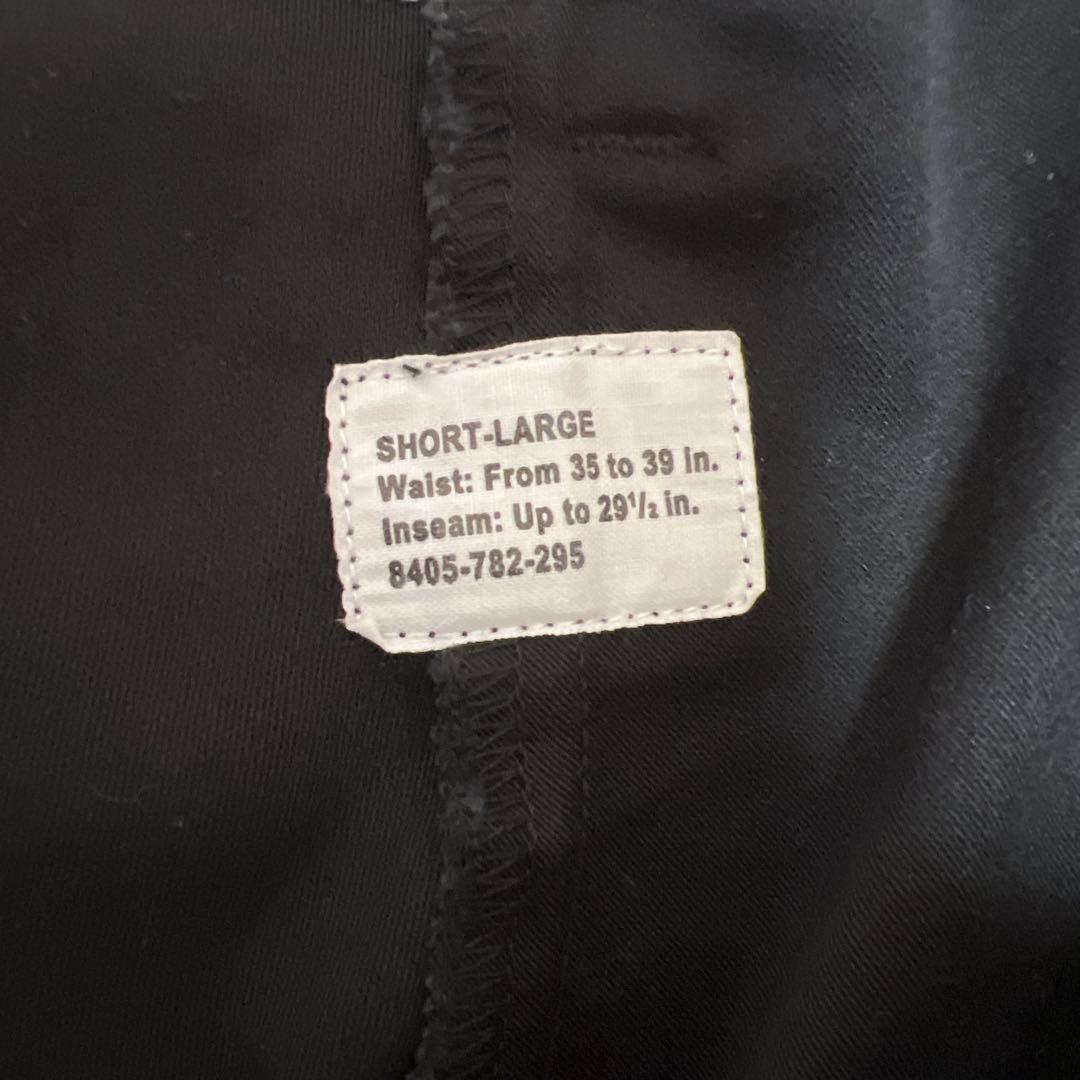 SHORT-LARGE
Waist: From 35 to 39 in.
Inseam: Up to 29½ in.
8405-782-295